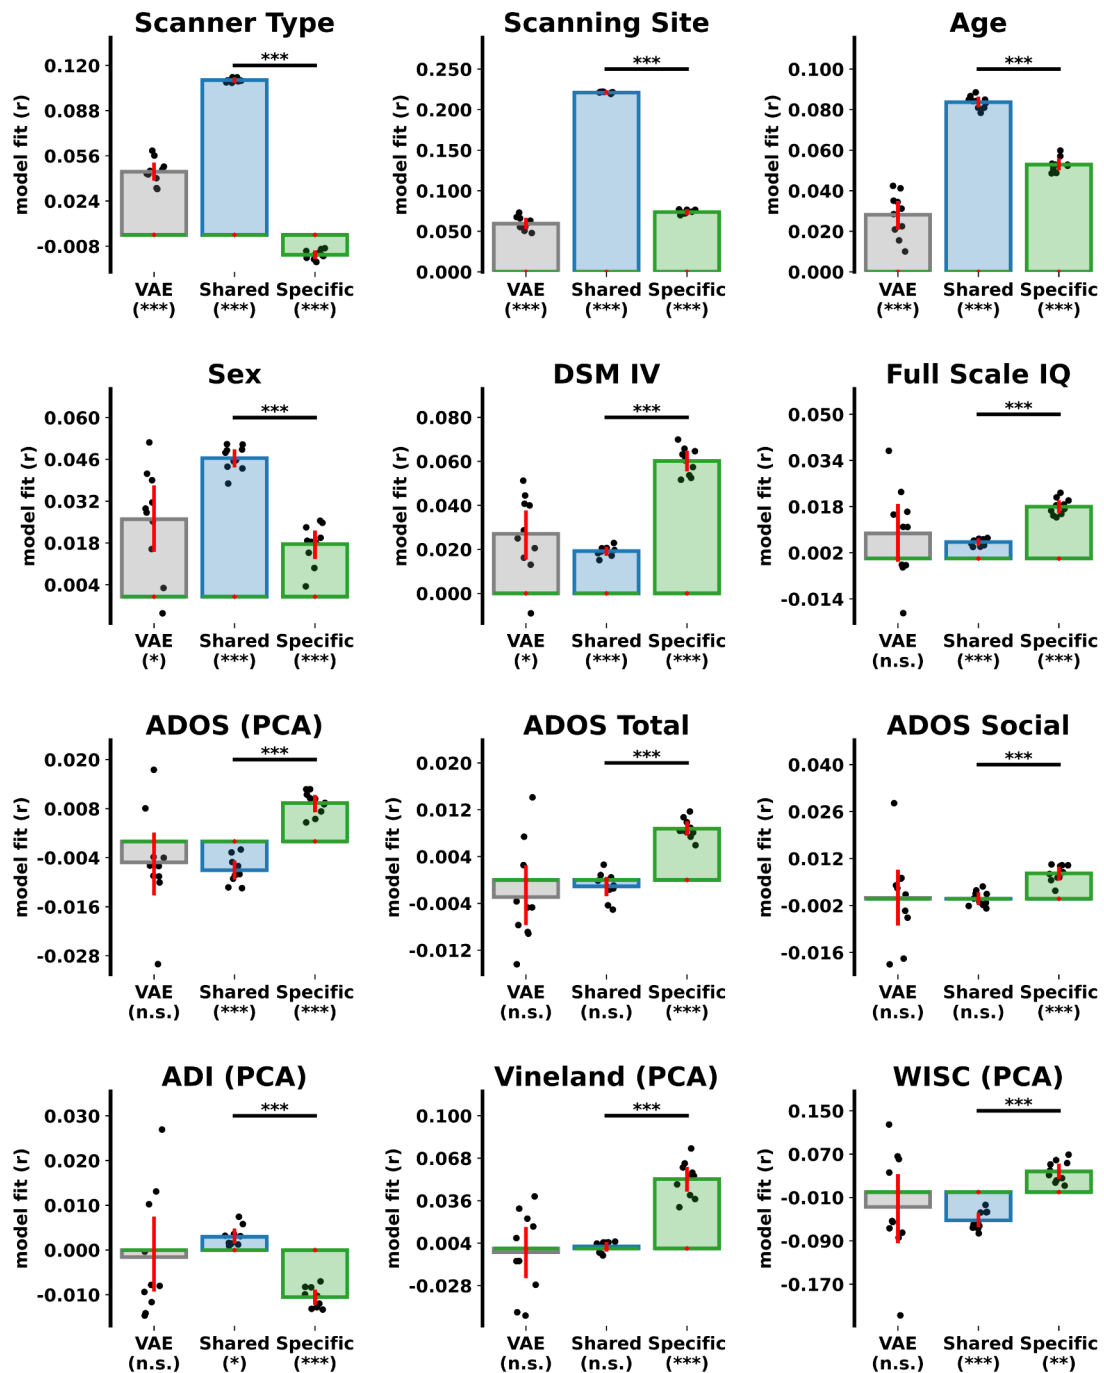 Scanner Type
***
model fit (r)
0.120
0.088
0.056
0.024
-0.008
VAE Shared Specific
(***) (***) (***)
Scanning Site
***
model fit (r)
0.250
0.200
0.150
0.100
0.050
0.000
VAE Shared Specific
(***) (***) (***)
Age
***
model fit (r)
0.100
0.080
0.060
0.040
0.020
0.000
VAE Shared Specific
(***) (***) (***)
Sex
***
model fit (r)
0.060
0.046
0.032
0.018
0.004
VAE Shared Specific
(*) (***) (***)
DSM IV
***
model fit (r)
0.080
0.060
0.040
0.020
0.000
VAE Shared Specific
(*) (***) (***)
Full Scale IQ
***
model fit (r)
0.050
0.034
0.018
0.002
-0.014
VAE Shared Specific
(n.s.) (***) (***)
ADOS (PCA)
***
model fit (r)
0.020
0.008
-0.004
-0.016
-0.028
VAE Shared Specific
(n.s.) (***) (***)
ADOS Total
***
model fit (r)
0.020
0.012
0.004
-0.004
-0.012
VAE Shared Specific
(n.s.) (n.s.) (***)
ADOS Social
***
model fit (r)
0.040
0.026
0.012
-0.002
-0.016
VAE Shared Specific
(n.s.) (n.s.) (***)
ADI (PCA)
***
model fit (r)
0.030
0.020
0.010
0.000
-0.010
VAE Shared Specific
(n.s.) (*) (***)
Vineland (PCA)
***
model fit (r)
0.100
0.068
0.036
0.004
-0.028
VAE Shared Specific
(n.s.) (n.s.) (***)
WISC (PCA)
***
model fit (r)
0.150
0.070
-0.010
-0.090
-0.170
VAE Shared Specific
(n.s.) (***) (**)